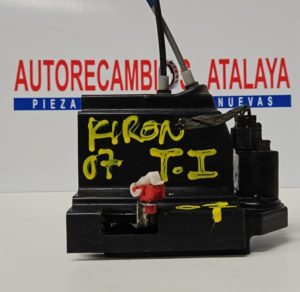 AUTORECAMBIOS ATALAYA
PIEZA NUEVAS
KIRON
07 T.I